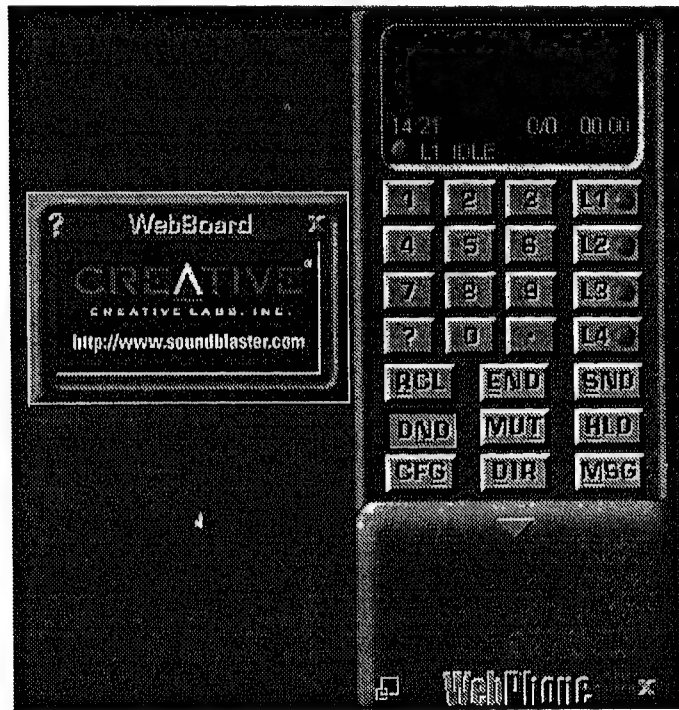 14:21 0/0 00:00
L1 IDLE
? WebBoard X
CREATIVE®
CREATIVE LABS, INC.
http://www.soundblaster.com
1 2 3 L1
4 5 6 L2
7 8 9 L3
? 0 . L4
RCL END SND
DND MUT HLD
CFG DIR MSG
WebPhone X